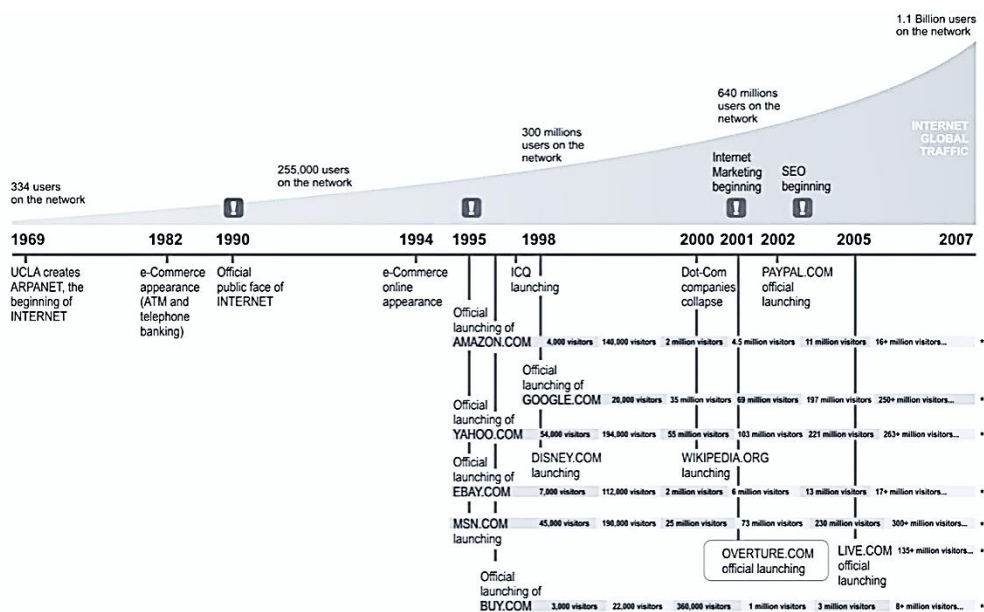 1.1 Billion users
on the network
640 millions
users on the
network
300 millions
users on the
network
INTERNET
GLOBAL
TRAFFIC
255,000 users
on the network
334 users
on the network
Internet
Marketing
beginning
SEO
beginning
! ! ! !
1969 1982 1990 1994 1995 1998 2000 2001 2002 2005 2007
UCLA creates
ARPANET, the
beginning of
INTERNET
e-Commerce
appearance
(ATM and
telephone
banking)
Official
public face of
INTERNET
e-Commerce
online
appearance
ICQ
launching
Dot-Com
companies
collapse
PAYPAL.COM
official
launching
Official
launching of
AMAZON.COM 4,000 visitors 140,000 visitors 2 million visitors 4.5 million visitors 11 million visitors 16+ million visitors... *
Official
launching of
GOOGLE.COM 20,000 visitors 35 million visitors 69 million visitors 197 million visitors 250+ million visitors... *
Official
launching of
YAHOO.COM 54,000 visitors 194,000 visitors 55 million visitors 103 million visitors 221 million visitors 263+ million visitors... *
DISNEY.COM
launching
WIKIPEDIA.ORG
launching
Official
launching of
EBAY.COM 7,000 visitors 112,000 visitors 2 million visitors 6 million visitors 13 million visitors 17+ million visitors... *
MSN.COM 45,000 visitors 190,000 visitors 25 million visitors 73 million visitors 230 million visitors 300+ million visitors... *
launching
OVERTURE.COM
official launching
LIVE.COM 135+ million visitors... *
official
launching
Official
launching of
BUY.COM 3,000 visitors 22,000 visitors 360,000 visitors 1 million visitors 3 million visitors 8+ million visitors... *